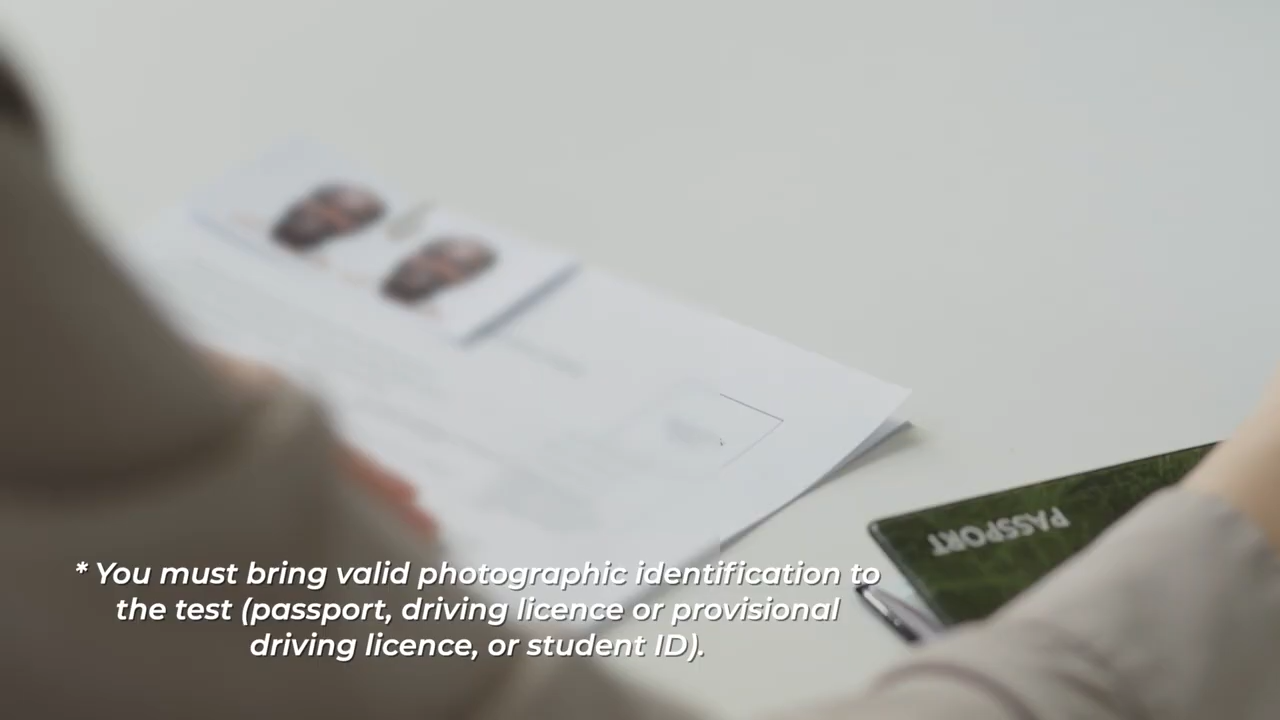 * You must bring valid photographic identification to
the test (passport, driving licence or provisional
driving licence, or student ID).
PASSPORT